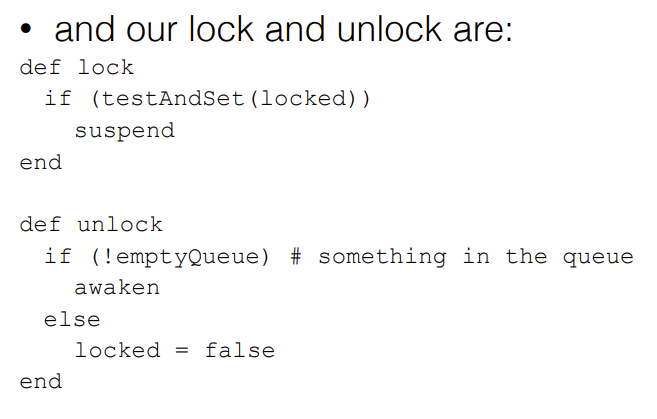 • and our lock and unlock are:
def lock
  if (testAndSet(locked))
    suspend
end

def unlock
  if (!emptyQueue) # something in the queue
    awaken
  else
    locked = false
end